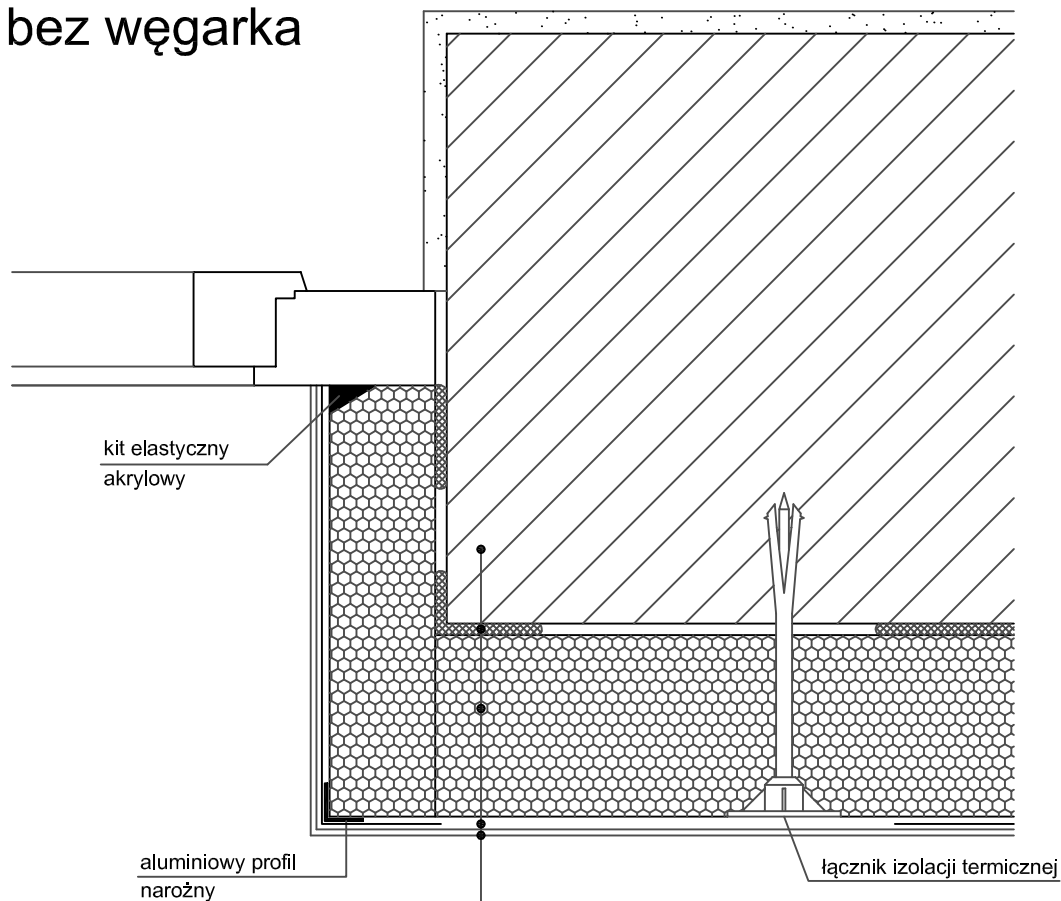 bez węgarka
kit elastyczny
akrylowy
aluminiowy profil
narożny
łącznik izolacji termicznej